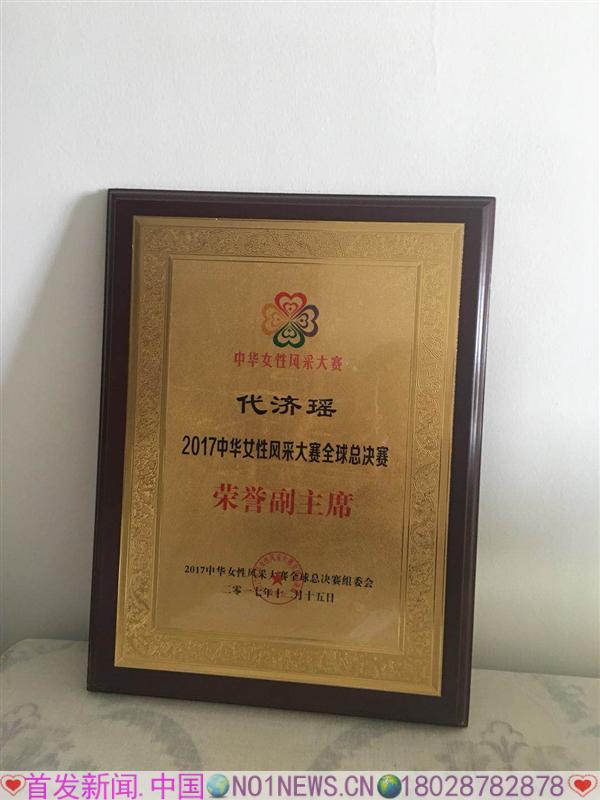 中华女性风采大赛
代济瑶
2017中华女性风采大赛全球总决赛
荣誉副主席
2017中华女性风采大赛全球总决赛组委会
二零一七年十二月十五日
首发新闻.中国 NO1NEWS.CN 18028782878